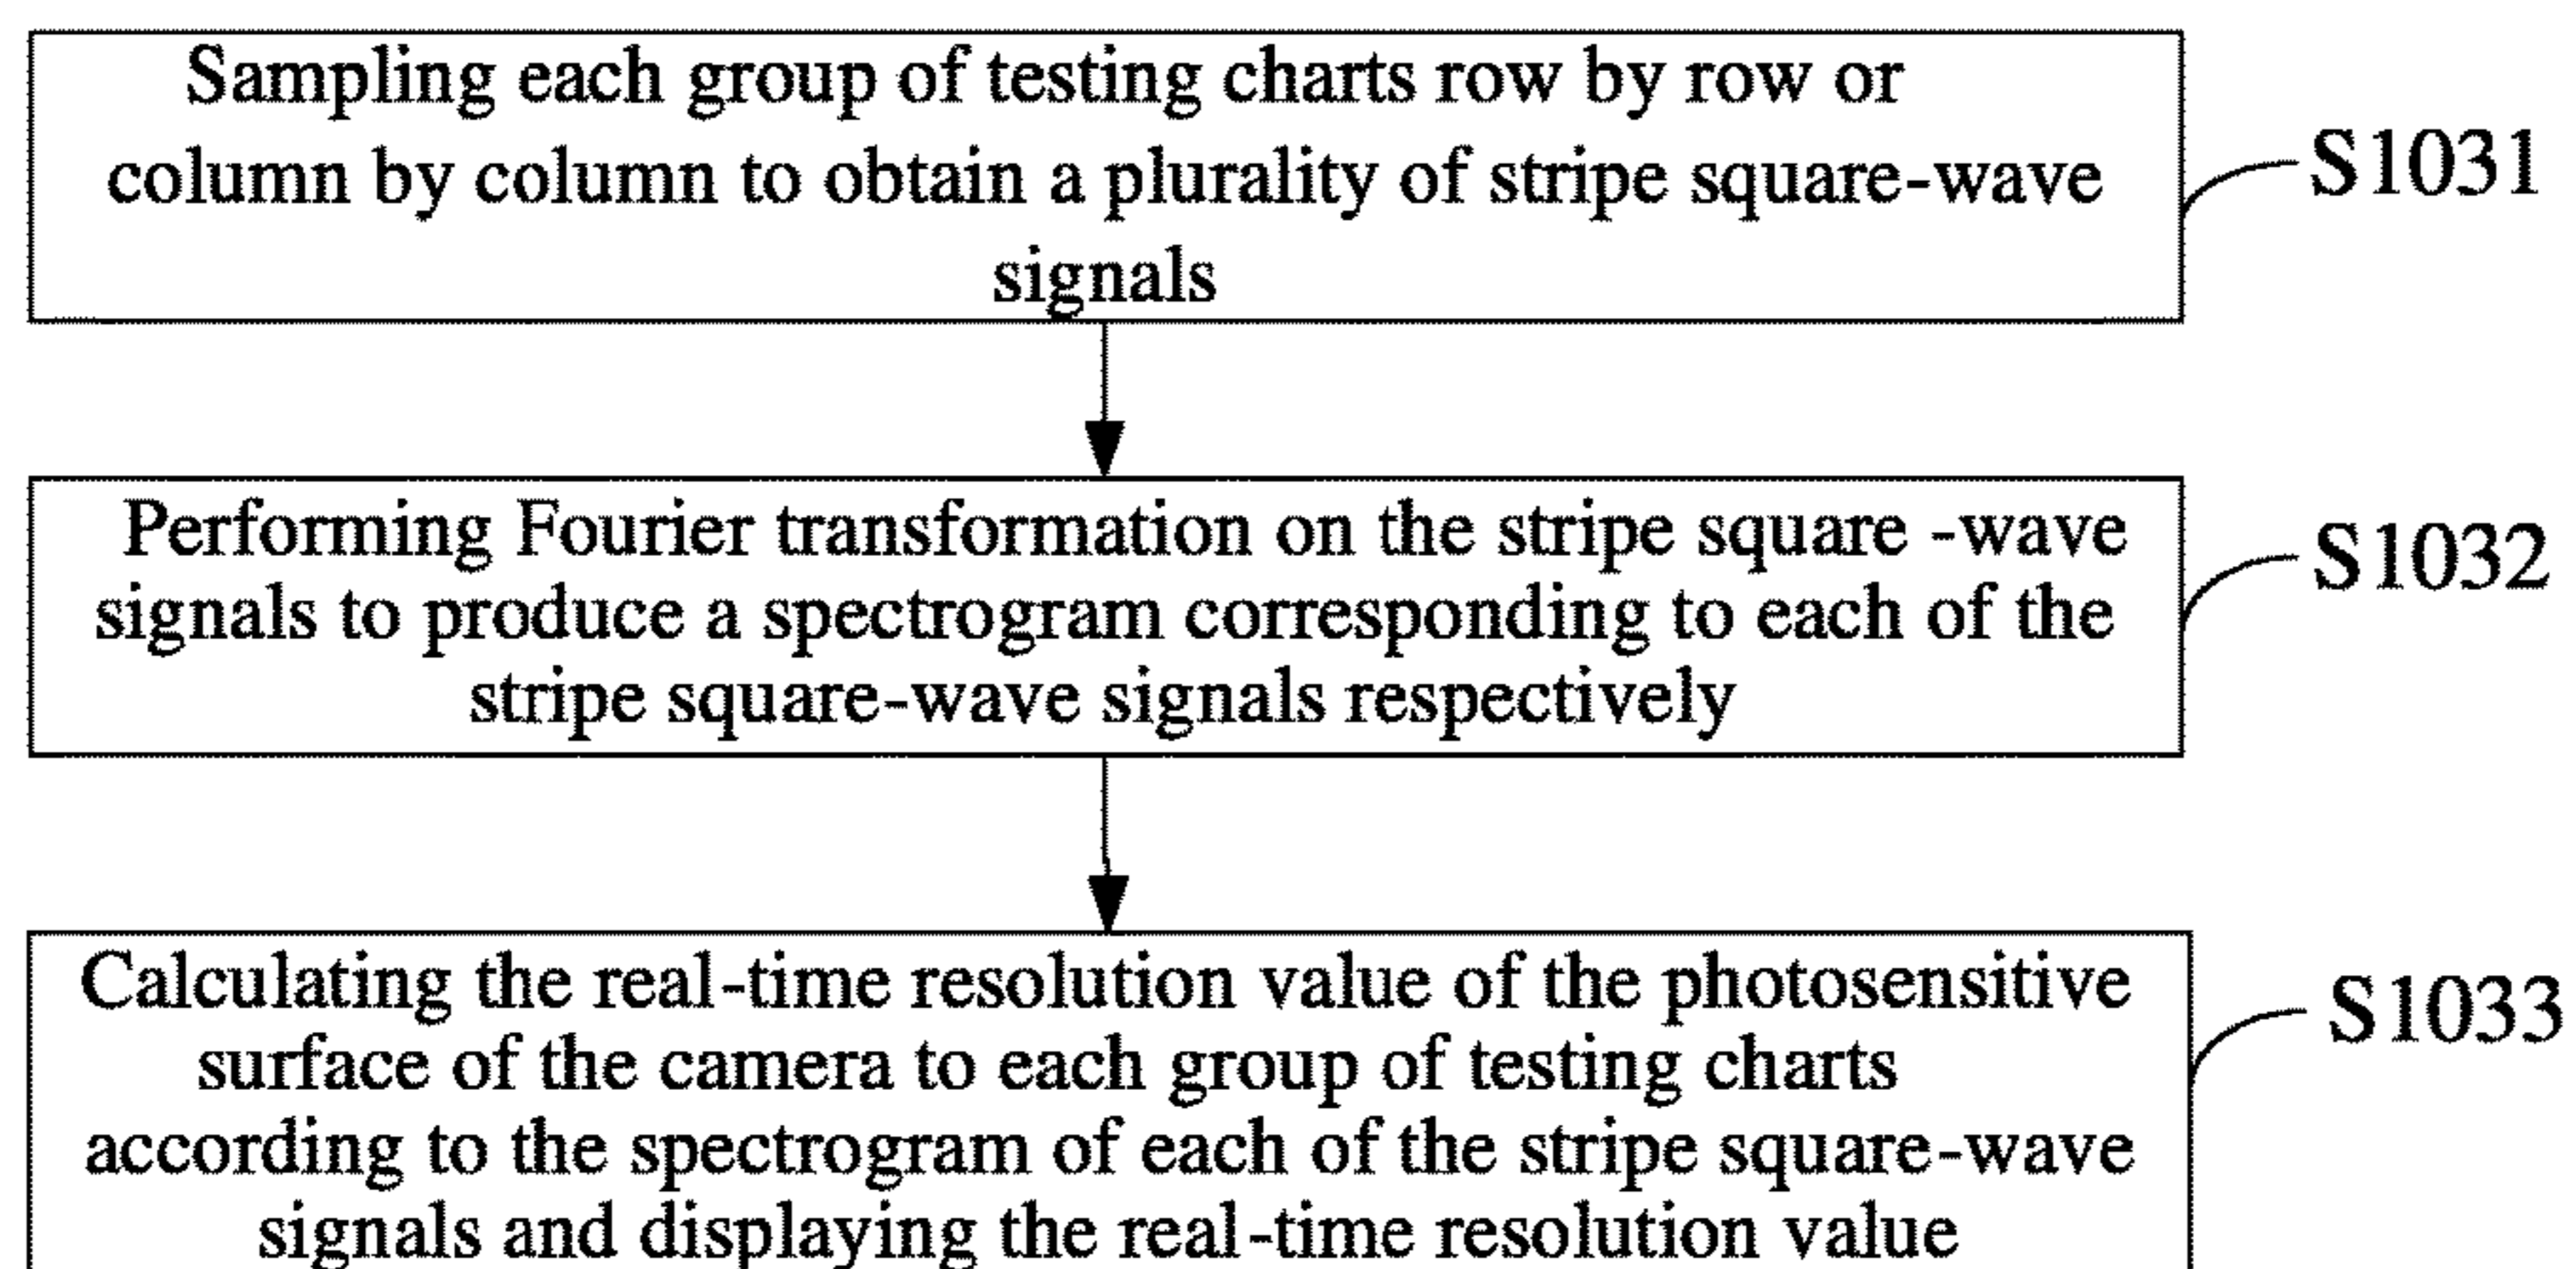 Sampling each group of testing charts row by row or
column by column to obtain a plurality of stripe square-wave
signals
S1031
Performing Fourier transformation on the stripe square -wave
signals to produce a spectrogram corresponding to each of the
stripe square-wave signals respectively
S1032
Calculating the real-time resolution value of the photosensitive
surface of the camera to each group of testing charts
according to the spectrogram of each of the stripe square-wave
signals and displaying the real-time resolution value
S1033